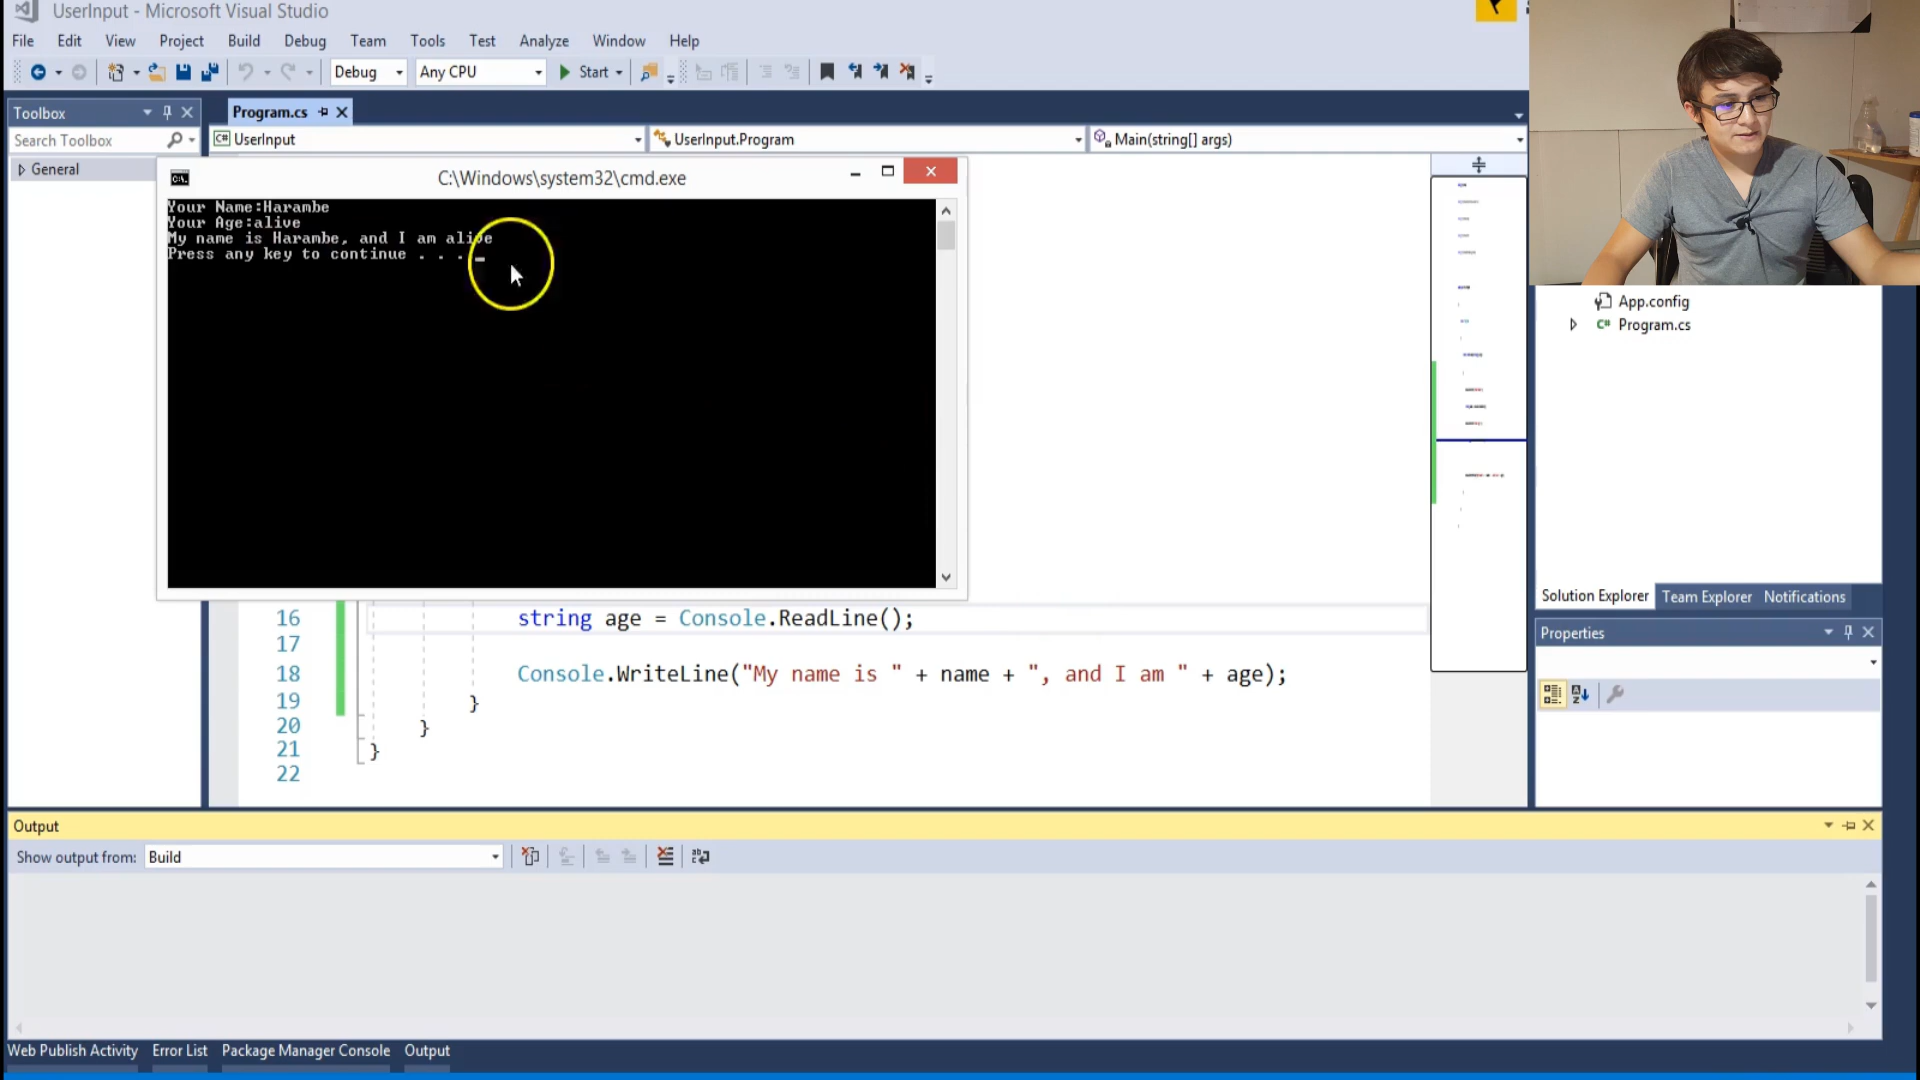 UserInput - Microsoft Visual Studio
File Edit View Project Build Debug Team Tools Test Analyze Window Help
Debug Any CPU Start
Toolbox
Program.cs
Search Toolbox
UserInput
UserInput.Program
Main(string[] args)
General
C:\Windows\system32\cmd.exe
Your Name:Harambe
Your Age:alive
My name is Harambe, and I am alive
Press any key to continue . . .
App.config
Program.cs
16 string age = Console.ReadLine();
17
18 Console.WriteLine("My name is " + name + ", and I am " + age);
19 }
20 }
21 }
22
Solution Explorer Team Explorer Notifications
Properties
Output
Show output from: Build
Web Publish Activity Error List Package Manager Console Output